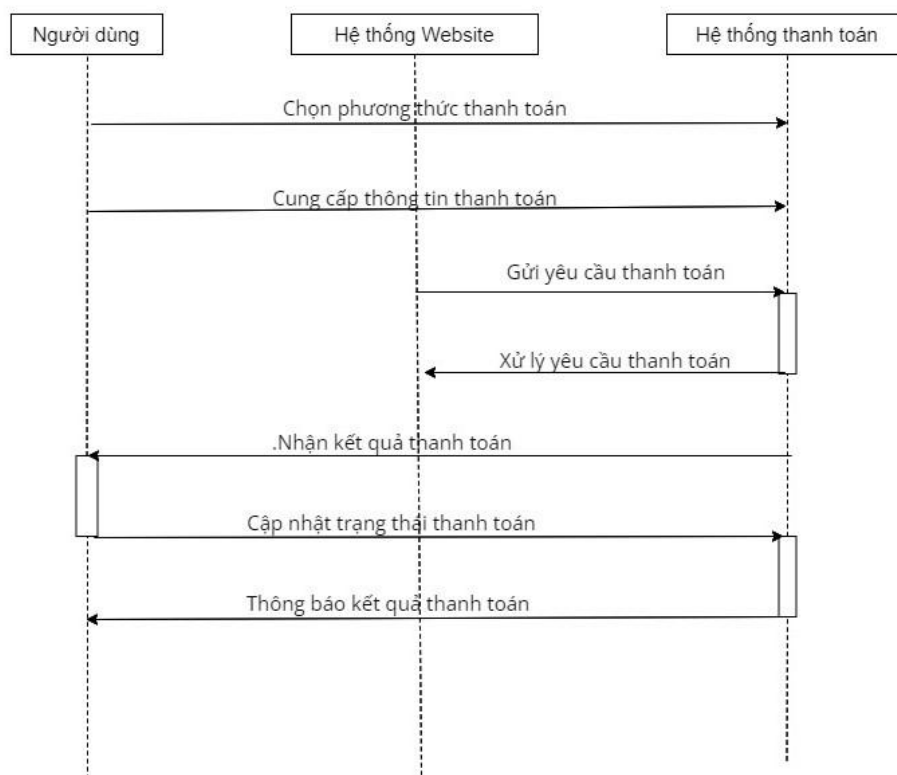 Người dùng
Hệ thống Website
Hệ thống thanh toán
Chọn phương thức thanh toán
Cung cấp thông tin thanh toán
Gửi yêu cầu thanh toán
Xử lý yêu cầu thanh toán
.Nhận kết quả thanh toán
Cập nhật trạng thái thanh toán
Thông báo kết quả thanh toán